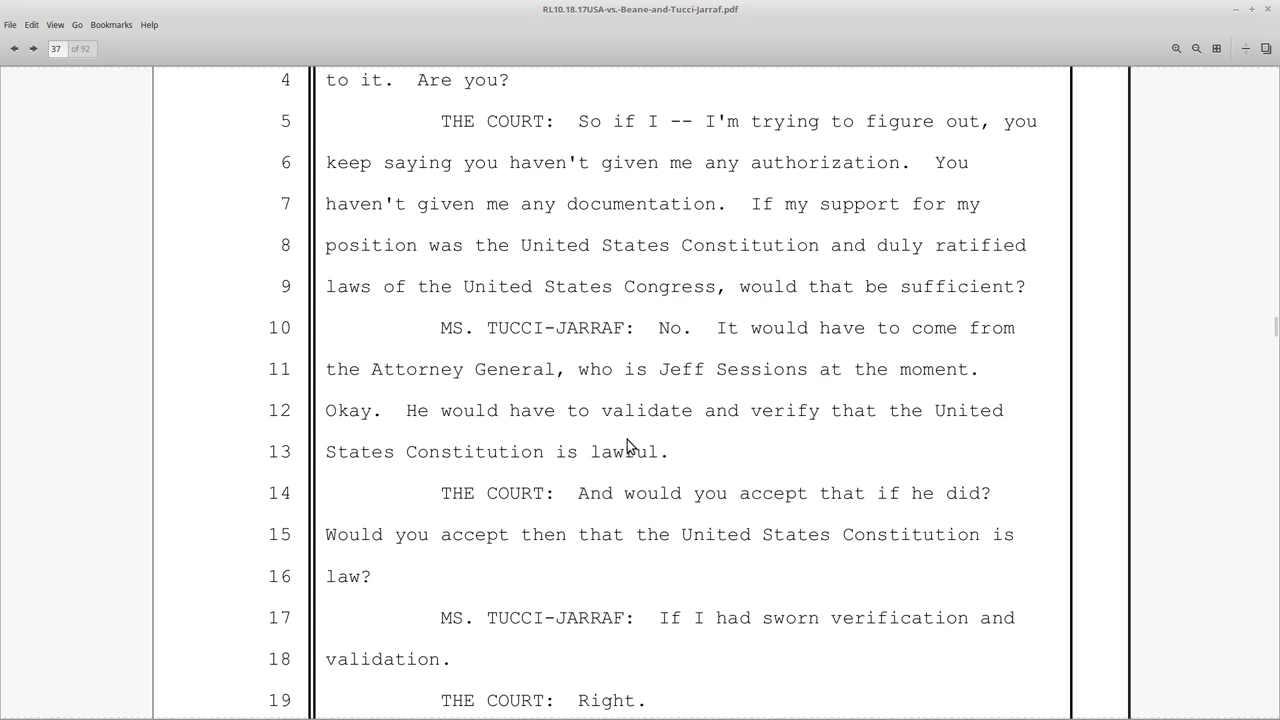 RL10.18.17USA-vs.-Beane-and-Tucci-Jarraf.pdf
File Edit View Go Bookmarks Help
37 of 92
4 to it. Are you?
5 THE COURT: So if I -- I'm trying to figure out, you
6 keep saying you haven't given me any authorization. You
7 haven't given me any documentation. If my support for my
8 position was the United States Constitution and duly ratified
9 laws of the United States Congress, would that be sufficient?
10 MS. TUCCI-JARRAF: No. It would have to come from
11 the Attorney General, who is Jeff Sessions at the moment.
12 Okay. He would have to validate and verify that the United
13 States Constitution is lawful.
14 THE COURT: And would you accept that if he did?
15 Would you accept then that the United States Constitution is
16 law?
17 MS. TUCCI-JARRAF: If I had sworn verification and
18 validation.
19 THE COURT: Right.